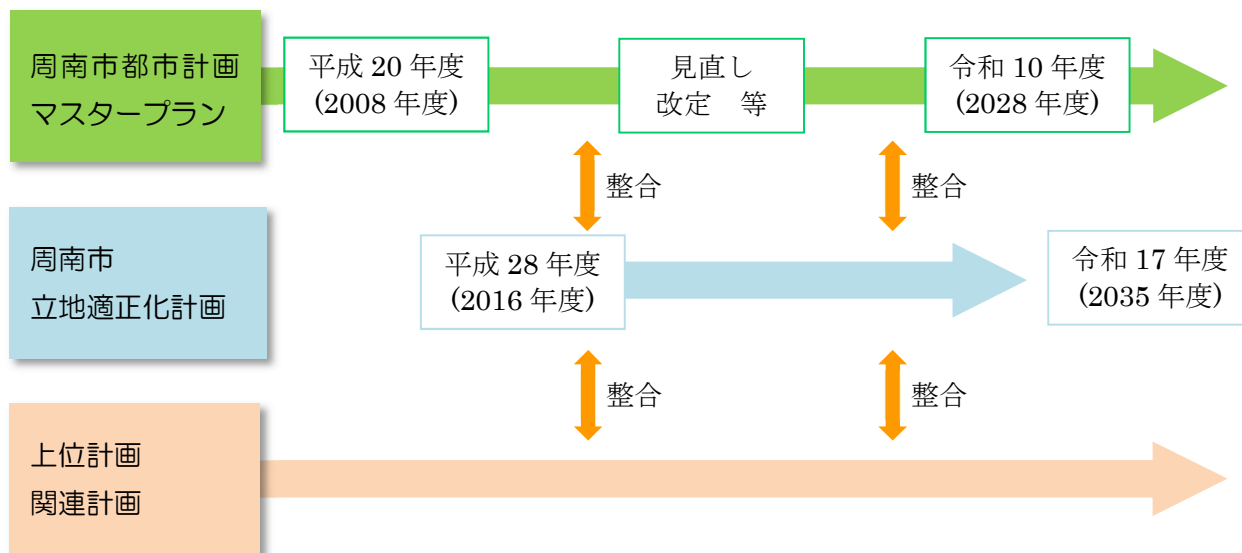 周南市都市計画
マスタープラン
平成 20 年度
(2008 年度)
見直し
改定　等
令和 10 年度
(2028 年度)
整合
整合
周南市
立地適正化計画
平成 28 年度
(2016 年度)
令和 17 年度
(2035 年度)
整合
整合
上位計画
関連計画